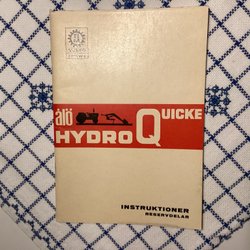 ålö
QUICKE
HYDRO
INSTRUKTIONER
RESERVDELAR